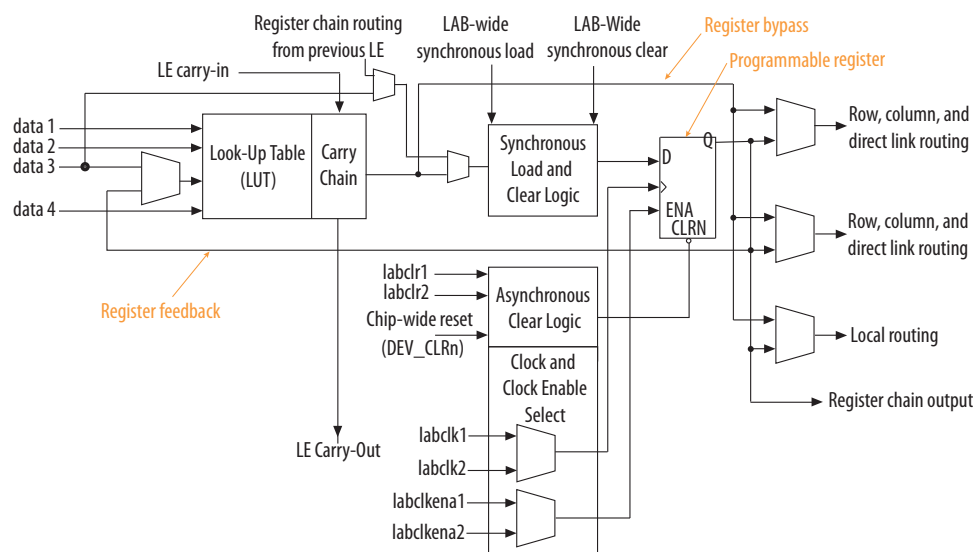 Register chain routing
from previous LE
LAB-wide
synchronous load
LAB-Wide
synchronous clear
Register bypass
Programmable register
LE carry-in
data 1
data 2
data 3
data 4
Look-Up Table
(LUT)
Carry
Chain
Synchronous
Load and
Clear Logic
D
Q
ENA
CLRN
Row, column, and
direct link routing
Row, column, and
direct link routing
Local routing
Register chain output
Register feedback
labclr1
labclr2
Chip-wide reset
(DEV_CLRn)
Asynchronous
Clear Logic
Clock and
Clock Enable
Select
LE Carry-Out
labclk1
labclk2
labclkena1
labclkena2